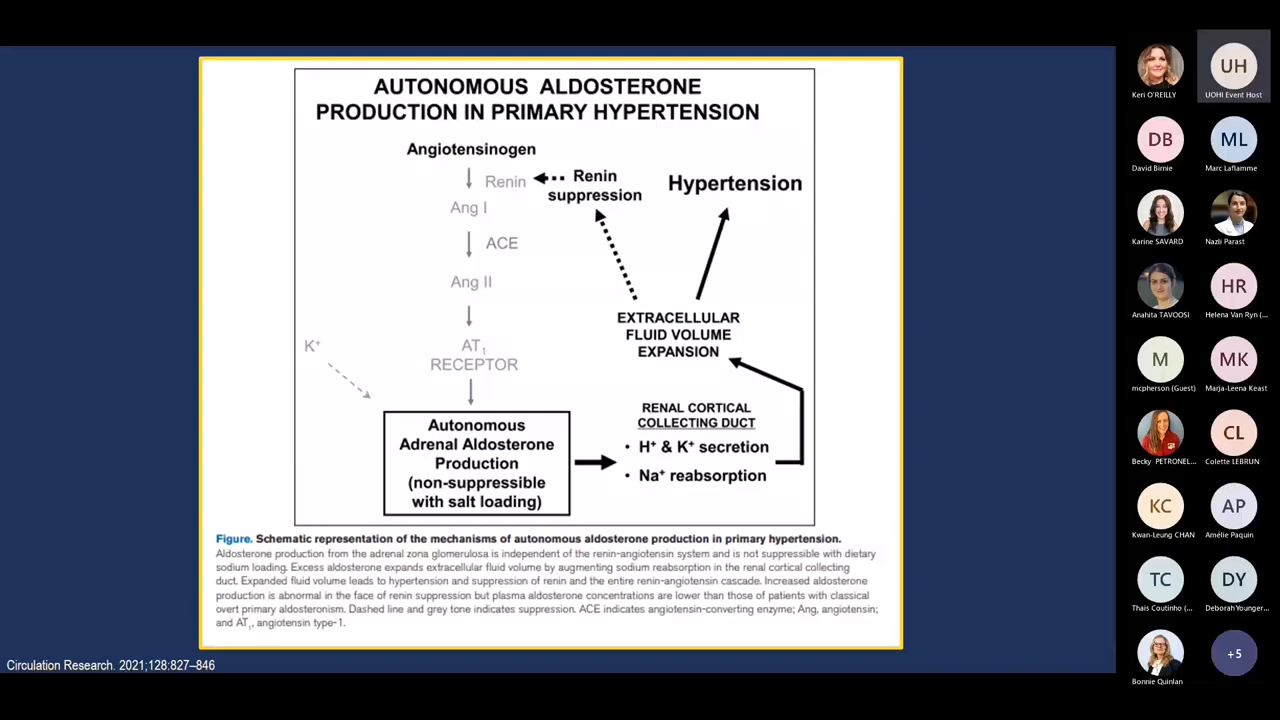 AUTONOMOUS ALDOSTERONE
PRODUCTION IN PRIMARY HYPERTENSION
Angiotensinogen
Renin
Renin
suppression
Hypertension
Ang I
ACE
Ang II
EXTRACELLULAR
FLUID VOLUME
EXPANSION
K⁺
AT₁
RECEPTOR
Autonomous
Adrenal Aldosterone
Production
(non-suppressible
with salt loading)
RENAL CORTICAL
COLLECTING DUCT
• H⁺ & K⁺ secretion
• Na⁺ reabsorption
Figure. Schematic representation of the mechanisms of autonomous aldosterone production in primary hypertension.
Aldosterone production from the adrenal zona glomerulosa is independent of the renin-angiotensin system and is not suppressible with dietary
sodium loading. Excess aldosterone expands extracellular fluid volume by augmenting sodium reabsorption in the renal cortical collecting
duct. Expanded fluid volume leads to hypertension and suppression of renin and the entire renin-angiotensin cascade. Increased aldosterone
production is abnormal in the face of renin suppression but plasma aldosterone concentrations are lower than those of patients with classical
overt primary aldosteronism. Dashed line and grey tone indicates suppression. ACE indicates angiotensin-converting enzyme; Ang, angiotensin;
and AT₁, angiotensin type-1.
Circulation Research. 2021;128:827–846
Keri O'REILLY
UH
UOHI Event Host
DB
David Birnie
ML
Marc Laflamme
Karine SAVARD
Nazli Parast
Anahita TAVOOSI
HR
Helena Van Ryn (...
M
mcpherson (Guest)
MK
Marja-Leena Keast
Becky PETRONEL...
CL
Colette LEBRUN
KC
Kwan-Leung CHAN
AP
Amélie Paquin
TC
Thais Coutinho (...
DY
Deborah Younger...
Bonnie Quinlan
+5